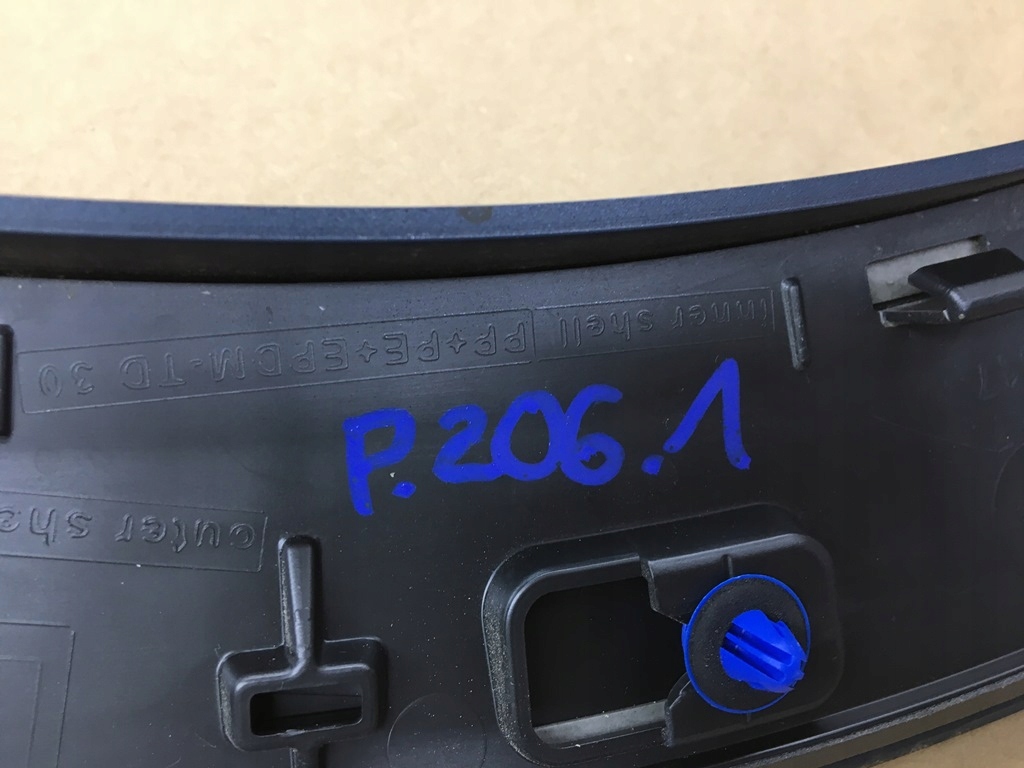 inner shell PP+PE+EPDM-TD 30
P.206.1
outer she